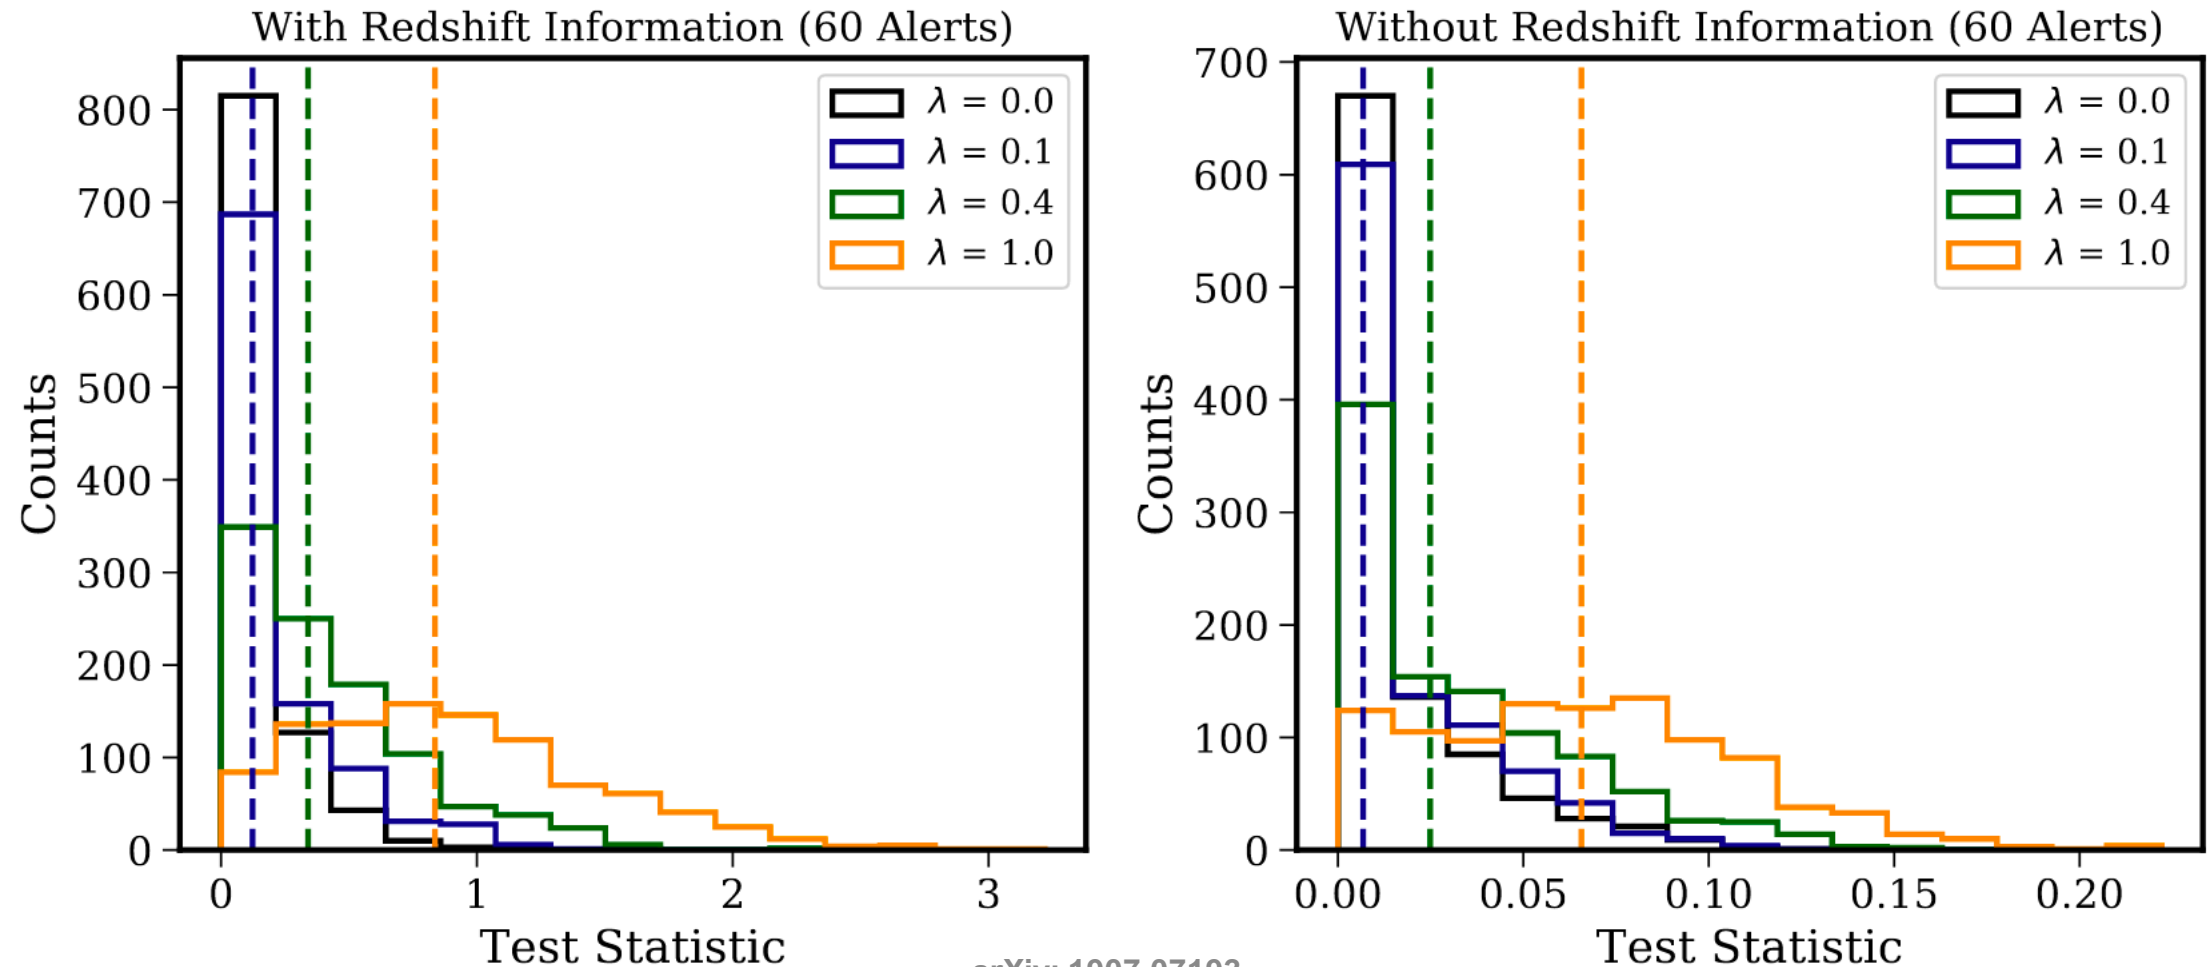 With Redshift Information (60 Alerts)
Counts
800
700
600
500
400
300
200
100
0
λ = 0.0
λ = 0.1
λ = 0.4
λ = 1.0
0 1 2 3
Test Statistic
Without Redshift Information (60 Alerts)
Counts
700
600
500
400
300
200
100
0
λ = 0.0
λ = 0.1
λ = 0.4
λ = 1.0
0.00 0.05 0.10 0.15 0.20
Test Statistic